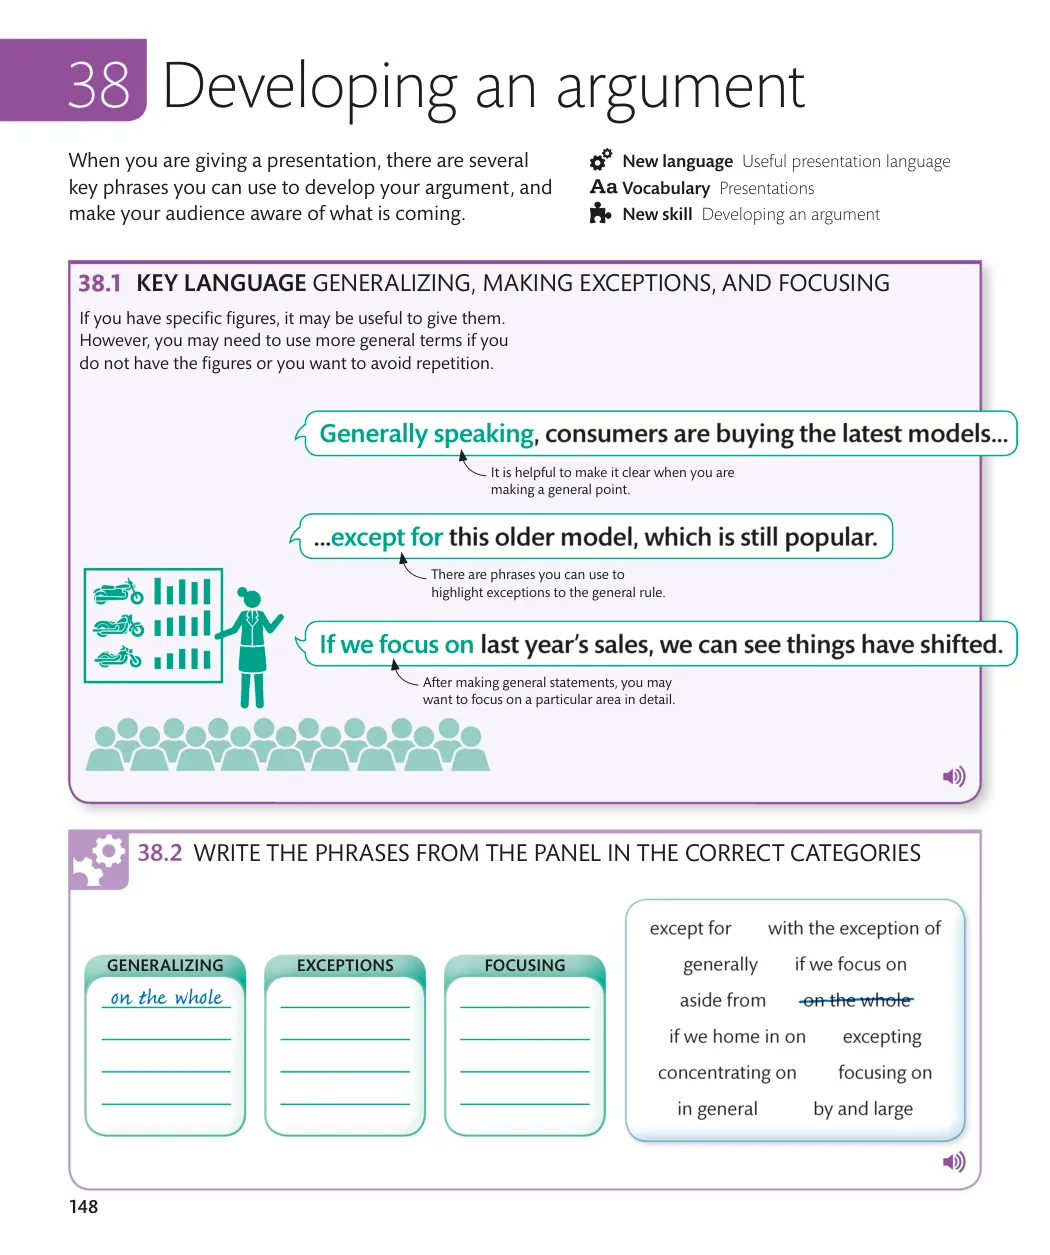 38 Developing an argument
When you are giving a presentation, there are several
key phrases you can use to develop your argument, and
make your audience aware of what is coming.
New language Useful presentation language
Aa Vocabulary Presentations
New skill Developing an argument
38.1 KEY LANGUAGE GENERALIZING, MAKING EXCEPTIONS, AND FOCUSING
If you have specific figures, it may be useful to give them.
However, you may need to use more general terms if you
do not have the figures or you want to avoid repetition.
Generally speaking, consumers are buying the latest models...
It is helpful to make it clear when you are
making a general point.
...except for this older model, which is still popular.
There are phrases you can use to
highlight exceptions to the general rule.
If we focus on last year's sales, we can see things have shifted.
After making general statements, you may
want to focus on a particular area in detail.
38.2 WRITE THE PHRASES FROM THE PANEL IN THE CORRECT CATEGORIES
GENERALIZING
on the whole
EXCEPTIONS
FOCUSING
except for with the exception of
generally if we focus on
aside from on the whole
if we home in on excepting
concentrating on focusing on
in general by and large
148